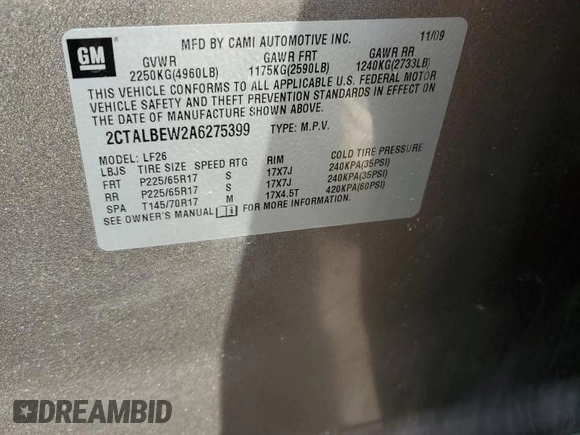 GM
MFD BY CAMI AUTOMOTIVE INC. 11/09
GVWR GAWR FRT GAWR RR
2250KG(4960LB) 1175KG(2590LB) 1240KG(2733LB)
THIS VEHICLE CONFORMS TO ALL APPLICABLE U.S. FEDERAL MOTOR
VEHICLE SAFETY AND THEFT PREVENTION STANDARDS IN EFFECT ON
THE DATE OF MANUFACTURE SHOWN ABOVE.
2CTALBEW2A6275399 TYPE: M.P.V.
MODEL: LF26
LBJS TIRE SIZE SPEED RTG RIM COLD TIRE PRESSURE
FRT P225/65R17 S 17X7J 240KPA(35PSI)
RR P225/65R17 S 17X7J 240KPA(35PSI)
SPA T145/70R17 M 17X4.5T 420KPA(60PSI)
SEE OWNER'S MANUAL FOR MORE INFORMATION.
DREAMBID